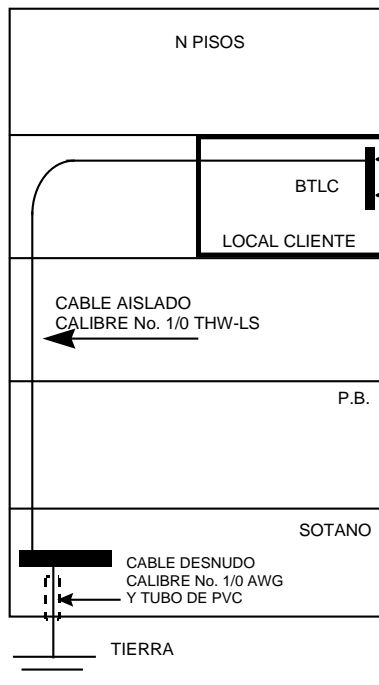 N PISOS
BTLC
LOCAL CLIENTE
CABLE AISLADO
CALIBRE No. 1/0 THW-LS
P.B.
SOTANO
CABLE DESNUDO
CALIBRE No. 1/0 AWG
Y TUBO DE PVC
TIERRA